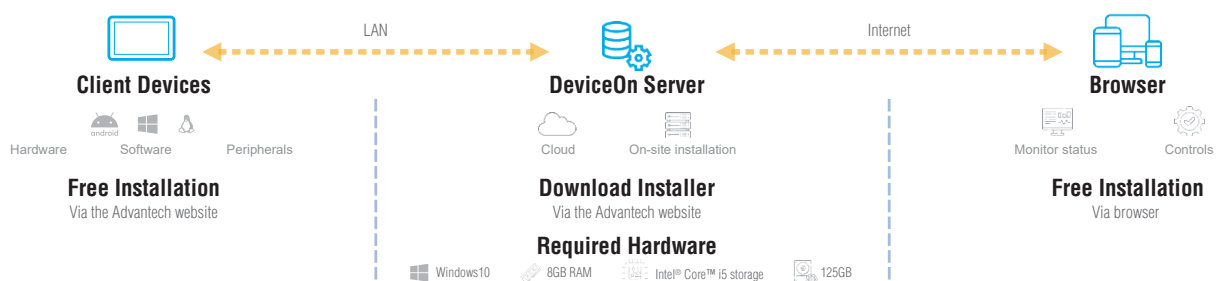 LAN
Internet
Client Devices
DeviceOn Server
Browser
android
Hardware
Software
Peripherals
Cloud
On-site installation
Monitor status
Controls
Free Installation
Via the Advantech website
Download Installer
Via the Advantech website
Free Installation
Via browser
Required Hardware
Windows10
8GB RAM
Intel® Core™ i5 storage
125GB